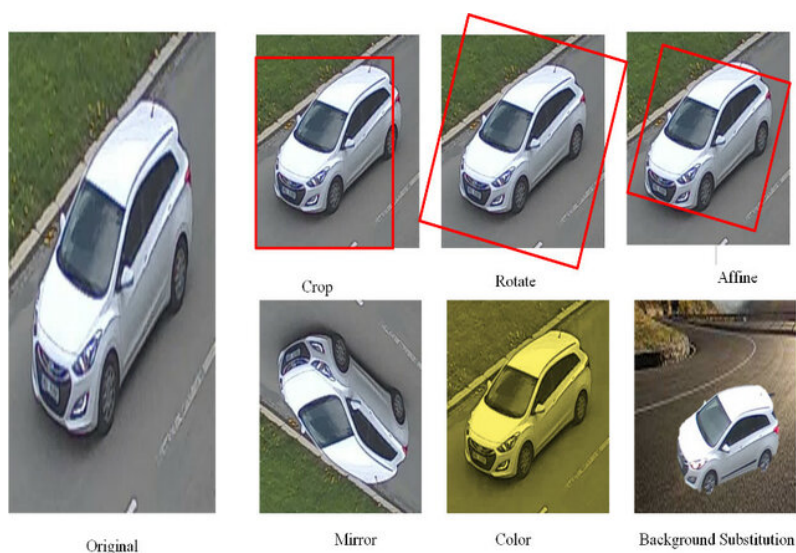 Crop
Rotate
Affine
Original
Mirror
Color
Background Substitution